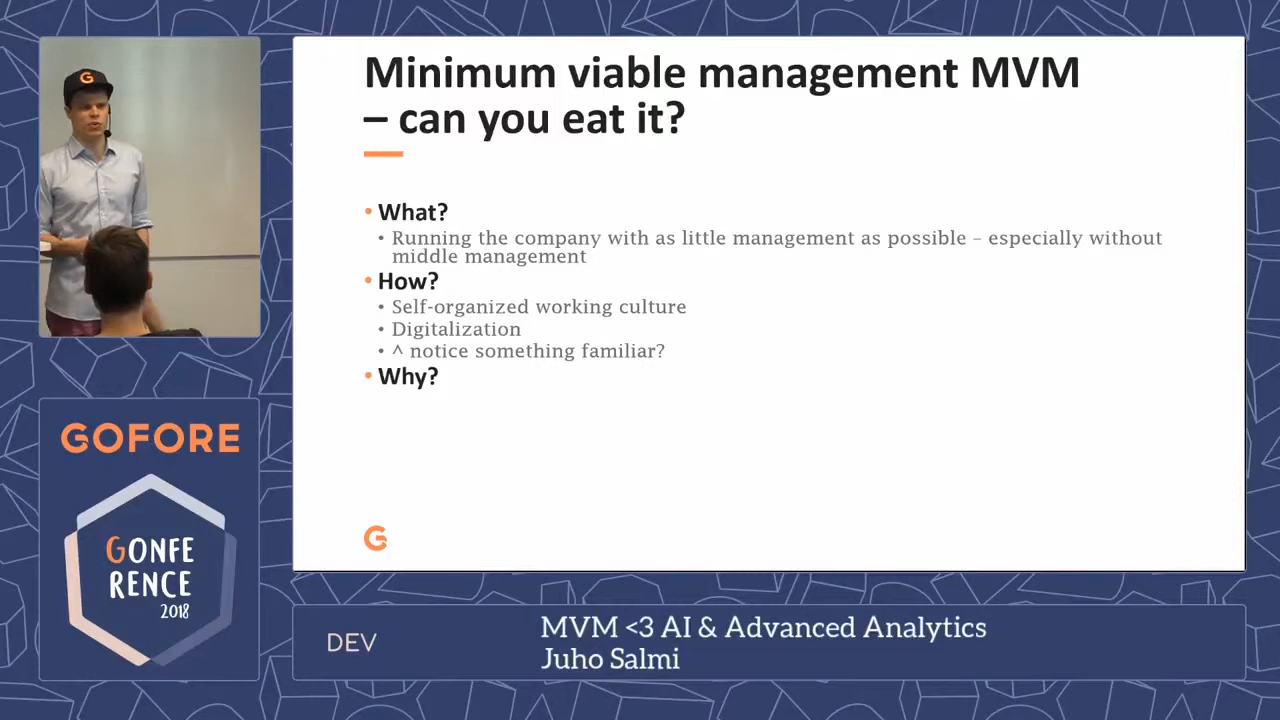 G
Minimum viable management MVM
– can you eat it?
• What?
• Running the company with as little management as possible – especially without
middle management
• How?
• Self-organized working culture
• Digitalization
• ^ notice something familiar?
• Why?
G
GOFORE
GONFE
RENCE
2018
DEV
MVM <3 AI & Advanced Analytics
Juho Salmi